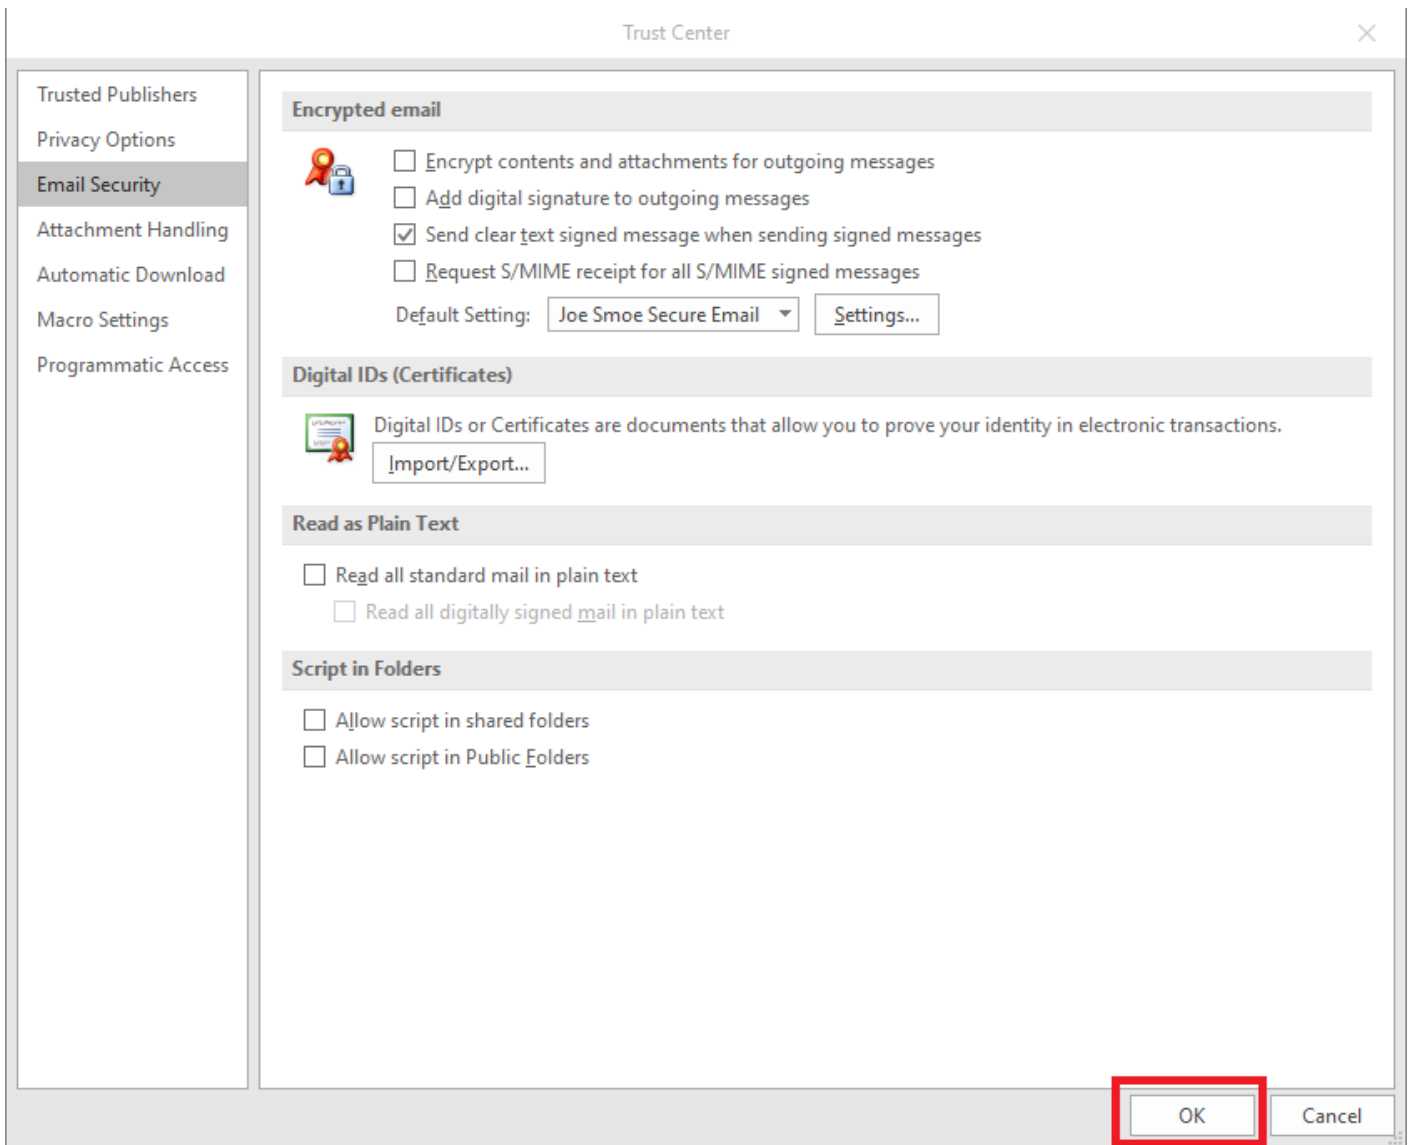 Trust Center
Trusted Publishers
Privacy Options
Email Security
Attachment Handling
Automatic Download
Macro Settings
Programmatic Access
Encrypted email
Encrypt contents and attachments for outgoing messages
Add digital signature to outgoing messages
Send clear text signed message when sending signed messages
Request S/MIME receipt for all S/MIME signed messages
Default Setting: Joe Smoe Secure Email Settings...
Digital IDs (Certificates)
Digital IDs or Certificates are documents that allow you to prove your identity in electronic transactions.
Import/Export...
Read as Plain Text
Read all standard mail in plain text
Read all digitally signed mail in plain text
Script in Folders
Allow script in shared folders
Allow script in Public Folders
OK Cancel